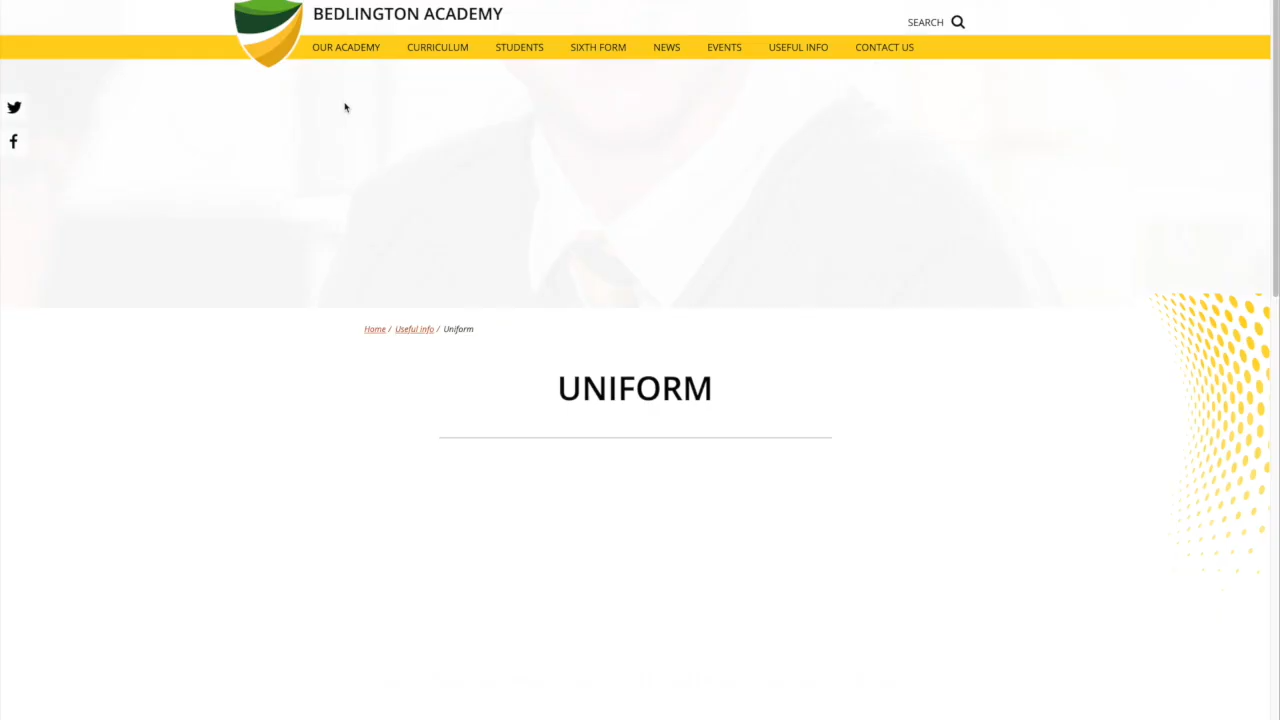 BEDLINGTON ACADEMY
SEARCH
OUR ACADEMY CURRICULUM STUDENTS SIXTH FORM NEWS EVENTS USEFUL INFO CONTACT US
Home / Useful info / Uniform
UNIFORM